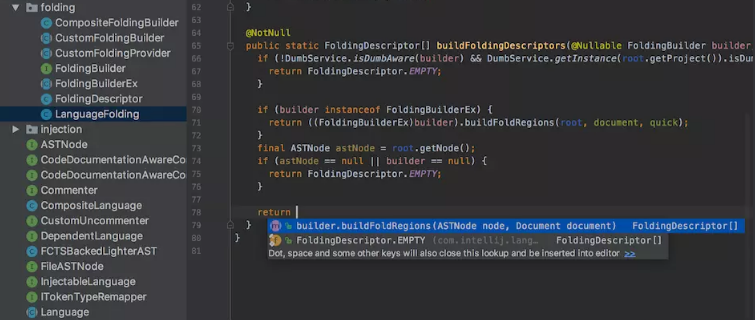 folding
CompositeFoldingBuilder
CustomFoldingBuilder
CustomFoldingProvider
FoldingBuilder
FoldingBuilderEx
FoldingDescriptor
LanguageFolding
injection
ASTNode
CodeDocumentationAwareCo
CodeDocumentationAwareCo
Commenter
CompositeLanguage
CustomUncommenter
DependentLanguage
FCTSBackedLighterAST
FileASTNode
InjectableLanguage
ITokenTypeRemapper
Language
62 }
63
64 @NotNull
65 public static FoldingDescriptor[] buildFoldingDescriptors(@Nullable FoldingBuilder builder
66 if (!DumbService.isDumbAware(builder) && DumbService.getInstance(root.getProject()).isDum
67 return FoldingDescriptor.EMPTY;
68 }
69
70 if (builder instanceof FoldingBuilderEx) {
71 return ((FoldingBuilderEx)builder).buildFoldRegions(root, document, quick);
72 }
73 final ASTNode astNode = root.getNode();
74 if (astNode == null || builder == null) {
75 return FoldingDescriptor.EMPTY;
76 }
77
78 return
79 }
80 }
81
builder.buildFoldRegions(ASTNode node, Document document) FoldingDescriptor[]
FoldingDescriptor.EMPTY (com.intellij.lang... FoldingDescriptor[]
Dot, space and some other keys will also close this lookup and be inserted into editor >>